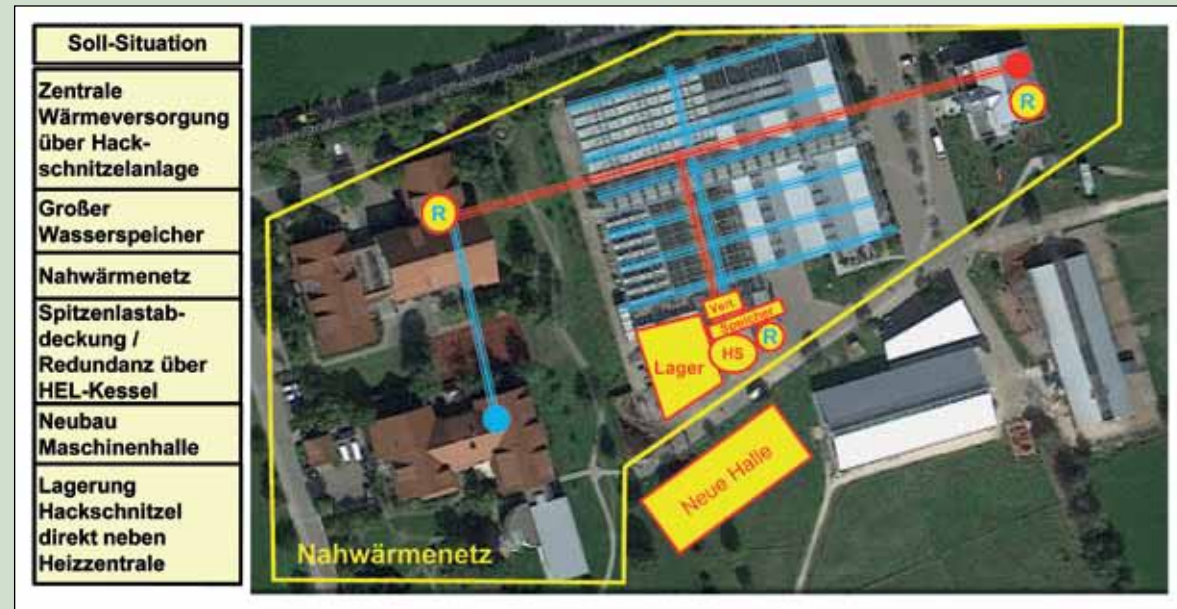 Soll-Situation
Zentrale
Wärmeversorgung
über Hack-
schnitzelanlage
Großer
Wasserspeicher
Nahwärmenetz
Spitzenlastab-
deckung /
Redundanz über
HEL-Kessel
Neubau
Maschinenhalle
Lagerung
Hackschnitzel
direkt neben
Heizzentrale
R
R
Vert.
Speicher
R
HS
Lager
Neue Halle
Nahwärmenetz